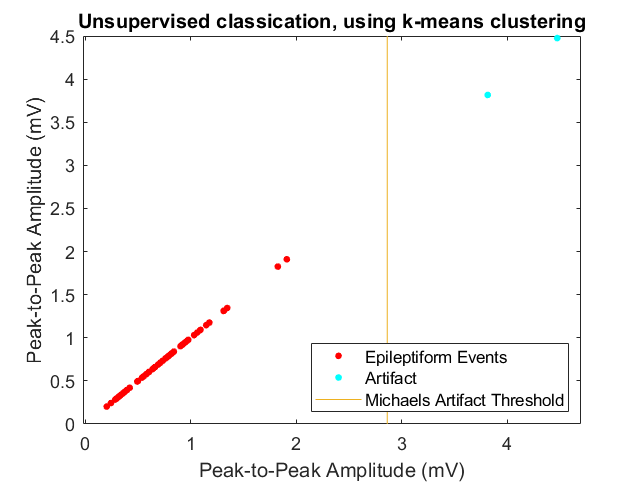 Unsupervised classication, using k-means clustering
Peak-to-Peak Amplitude (mV)
4.5
4
3.5
3
2.5
2
1.5
1
0.5
0
0
1
2
3
4
Peak-to-Peak Amplitude (mV)
Epileptiform Events
Artifact
Michaels Artifact Threshold